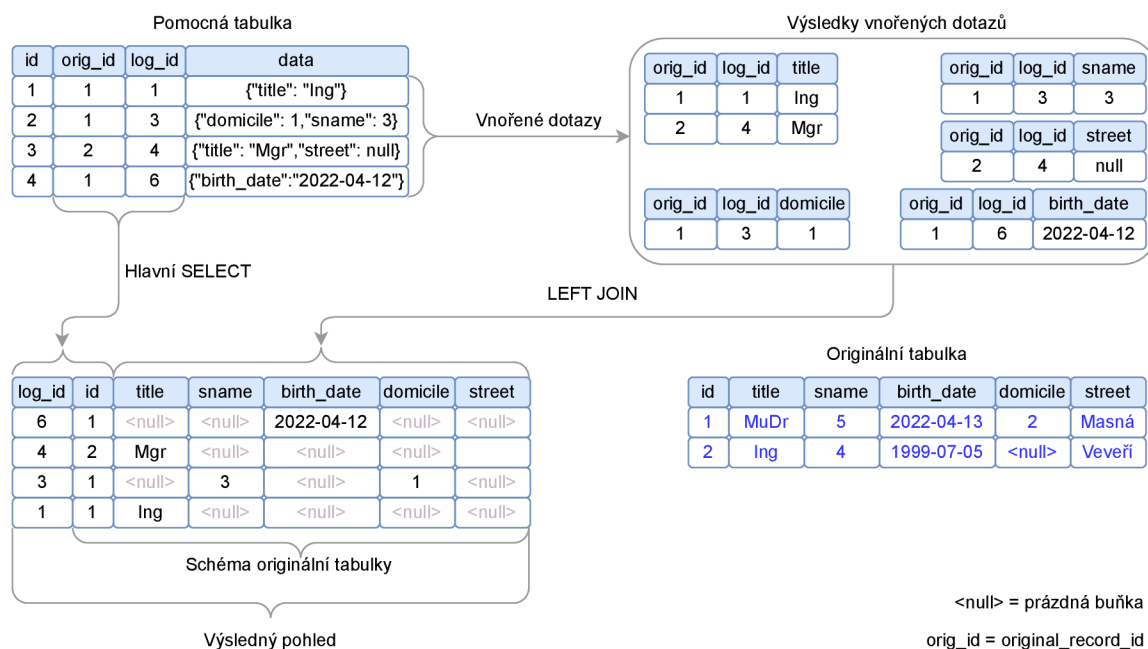 Pomocná tabulka
id orig_id log_id data
1 1 1 {"title": "Ing"}
2 1 3 {"domicile": 1,"sname": 3}
3 2 4 {"title": "Mgr","street": null}
4 1 6 {"birth_date":"2022-04-12"}
Vnořené dotazy
Výsledky vnořených dotazů
orig_id log_id title
1 1 Ing
2 4 Mgr
orig_id log_id sname
1 3 3
orig_id log_id street
2 4 null
orig_id log_id domicile
1 3 1
orig_id log_id birth_date
1 6 2022-04-12
Hlavní SELECT
LEFT JOIN
log_id id title sname birth_date domicile street
6 1 <null> <null> 2022-04-12 <null> <null>
4 2 Mgr <null> <null> <null>
3 1 <null> 3 <null> 1 <null>
1 1 Ing <null> <null> <null> <null>
Schéma originální tabulky
Výsledný pohled
Originální tabulka
id title sname birth_date domicile street
1 MuDr 5 2022-04-13 2 Masná
2 Ing 4 1999-07-05 <null> Veveří
<null> = prázdná buňka
orig_id = original_record_id